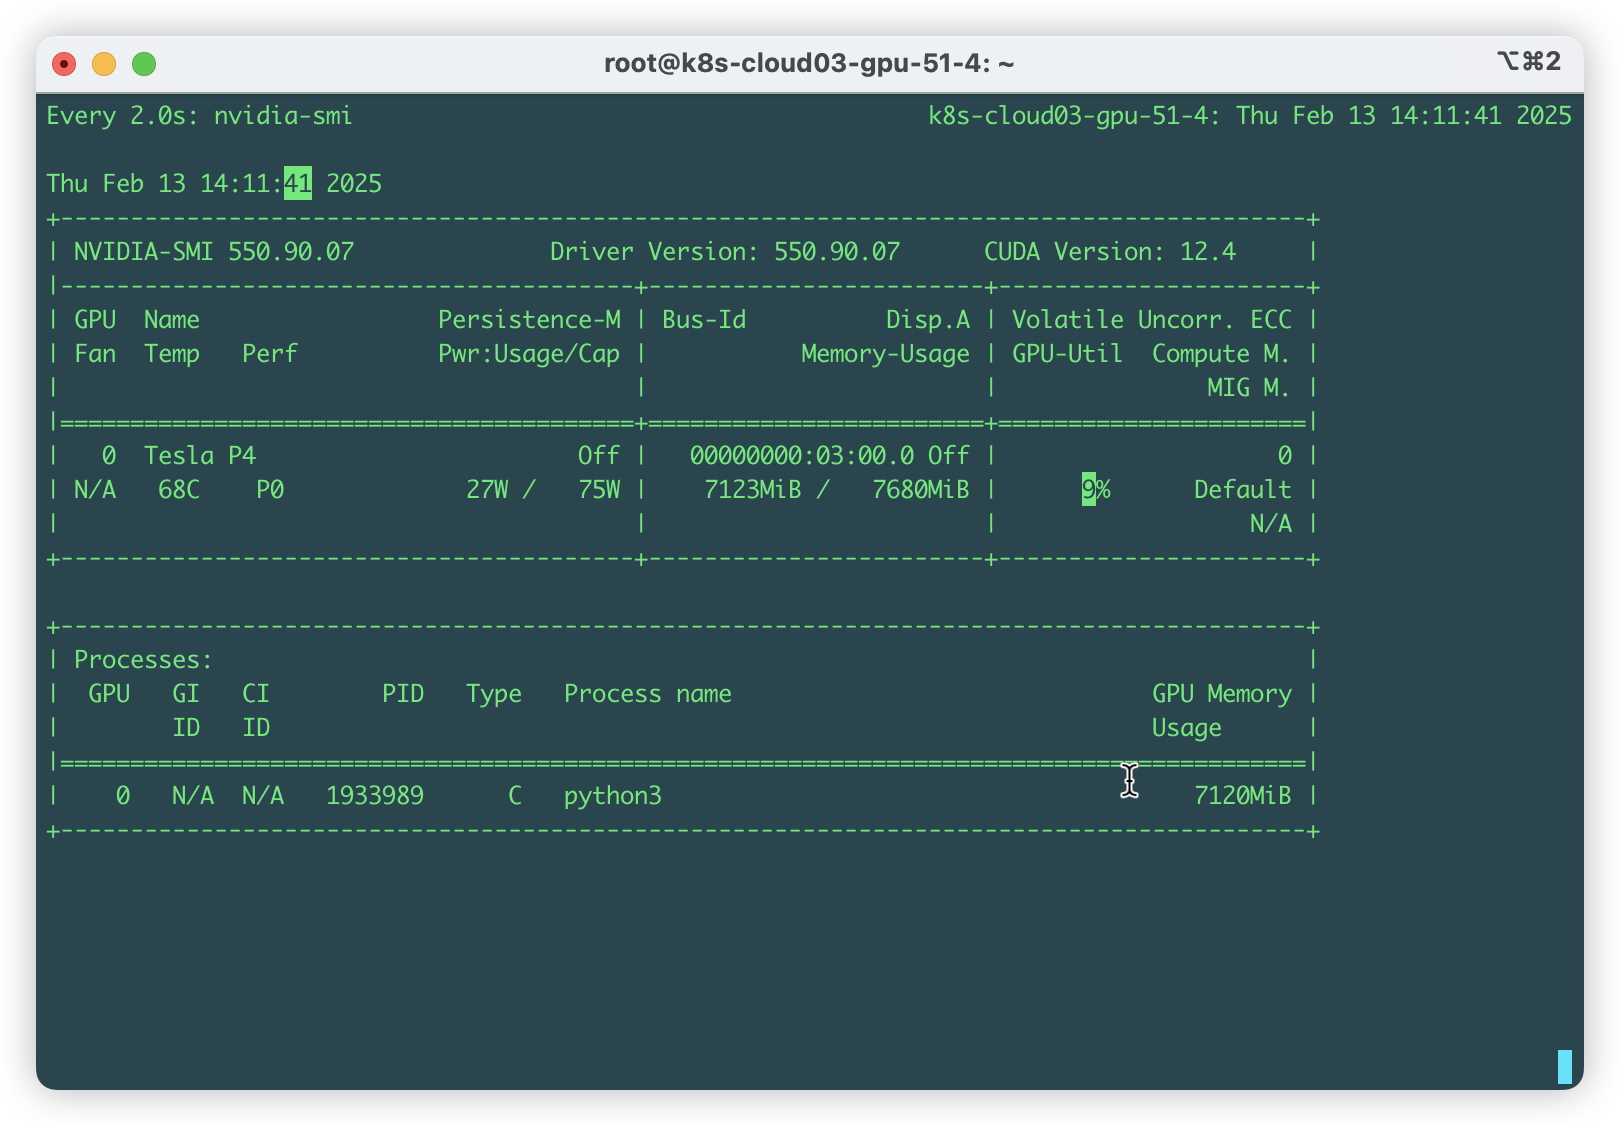 root@k8s-cloud03-gpu-51-4: ~ ⌥⌘2
Every 2.0s: nvidia-smi                                         k8s-cloud03-gpu-51-4: Thu Feb 13 14:11:41 2025
Thu Feb 13 14:11:41 2025
+-----------------------------------------------------------------------------------------+
| NVIDIA-SMI 550.90.07              Driver Version: 550.90.07      CUDA Version: 12.4     |
|-----------------------------------------+------------------------+----------------------+
| GPU  Name                 Persistence-M | Bus-Id          Disp.A | Volatile Uncorr. ECC |
| Fan  Temp   Perf          Pwr:Usage/Cap |           Memory-Usage | GPU-Util  Compute M. |
|                                         |                        |               MIG M. |
|=========================================+========================+======================|
|   0  Tesla P4                       Off |   00000000:03:00.0 Off |                    0 |
| N/A   68C    P0             27W /   75W |    7123MiB /   7680MiB |      9%      Default |
|                                         |                        |                  N/A |
+-----------------------------------------+------------------------+----------------------+
+-----------------------------------------------------------------------------------------+
| Processes:                                                                              |
|  GPU   GI   CI        PID   Type   Process name                              GPU Memory |
|        ID   ID                                                               Usage      |
|=========================================================================================|
|    0   N/A  N/A   1933989      C   python3                                      7120MiB |
+-----------------------------------------------------------------------------------------+